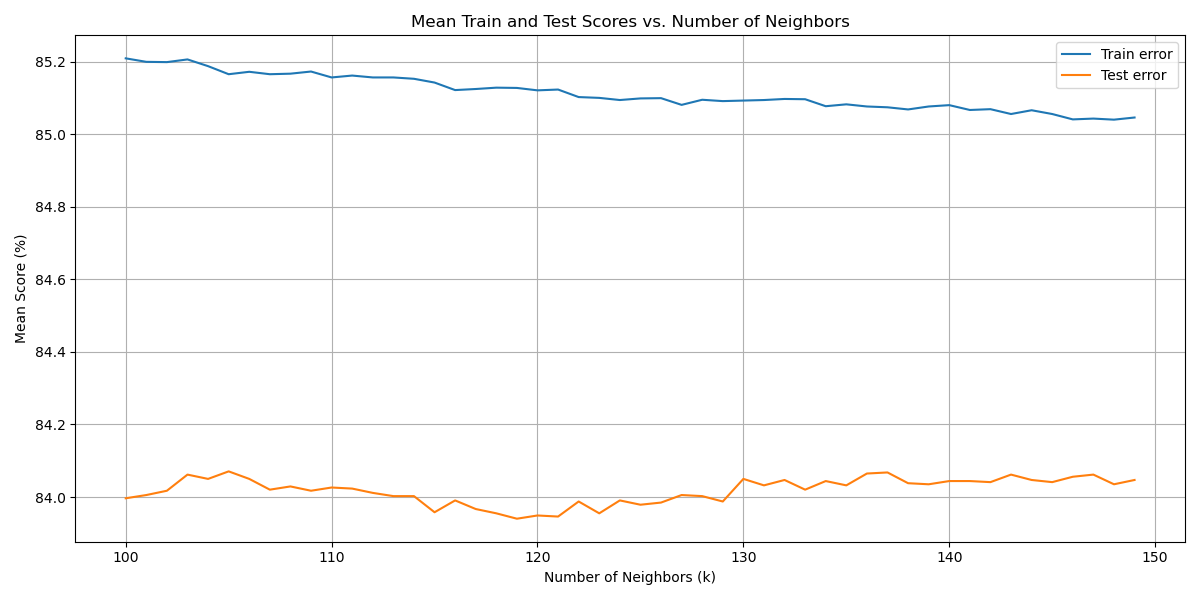 Mean Train and Test Scores vs. Number of Neighbors
Train error
Test error
85.2
85.0
84.8
84.6
84.4
84.2
84.0
Mean Score (%)
100 110 120 130 140 150
Number of Neighbors (k)